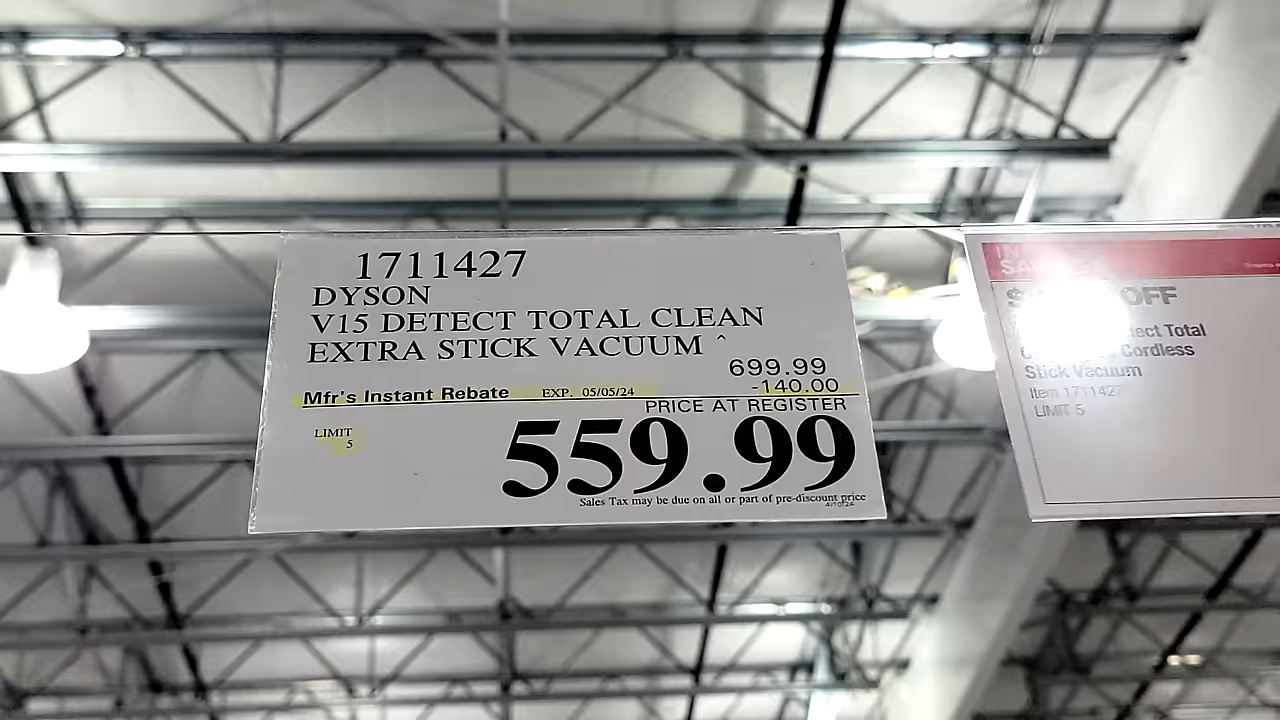 1711427
DYSON
V15 DETECT TOTAL CLEAN
EXTRA STICK VACUUM ^
699.99
Mfr's Instant Rebate EXP. 05/05/24 -140.00
PRICE AT REGISTER
LIMIT
5
559.99
Sales Tax may be due on all or part of pre-discount price
4/10/24
OFF
Total
Cordless
Stick Vacuum
Item 1711427
LIMIT 5